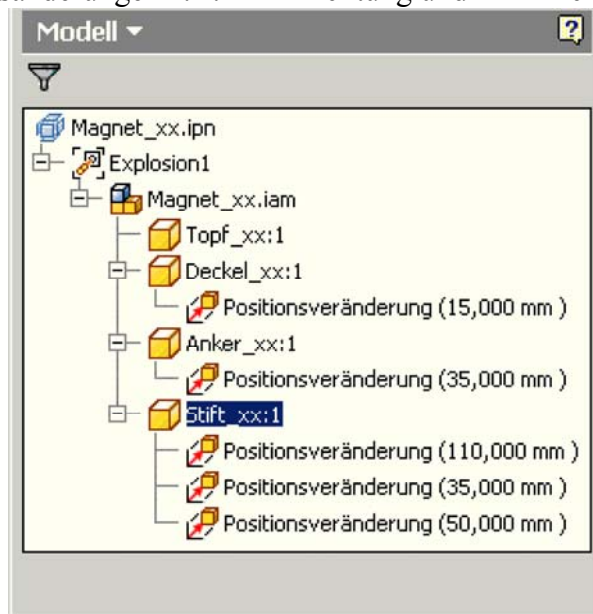 Modell
Magnet_xx.ipn
Explosion1
Magnet_xx.iam
Topf_xx:1
Deckel_xx:1
Positionsveränderung (15,000 mm )
Anker_xx:1
Positionsveränderung (35,000 mm )
Stift_xx:1
Positionsveränderung (110,000 mm )
Positionsveränderung (35,000 mm )
Positionsveränderung (50,000 mm )